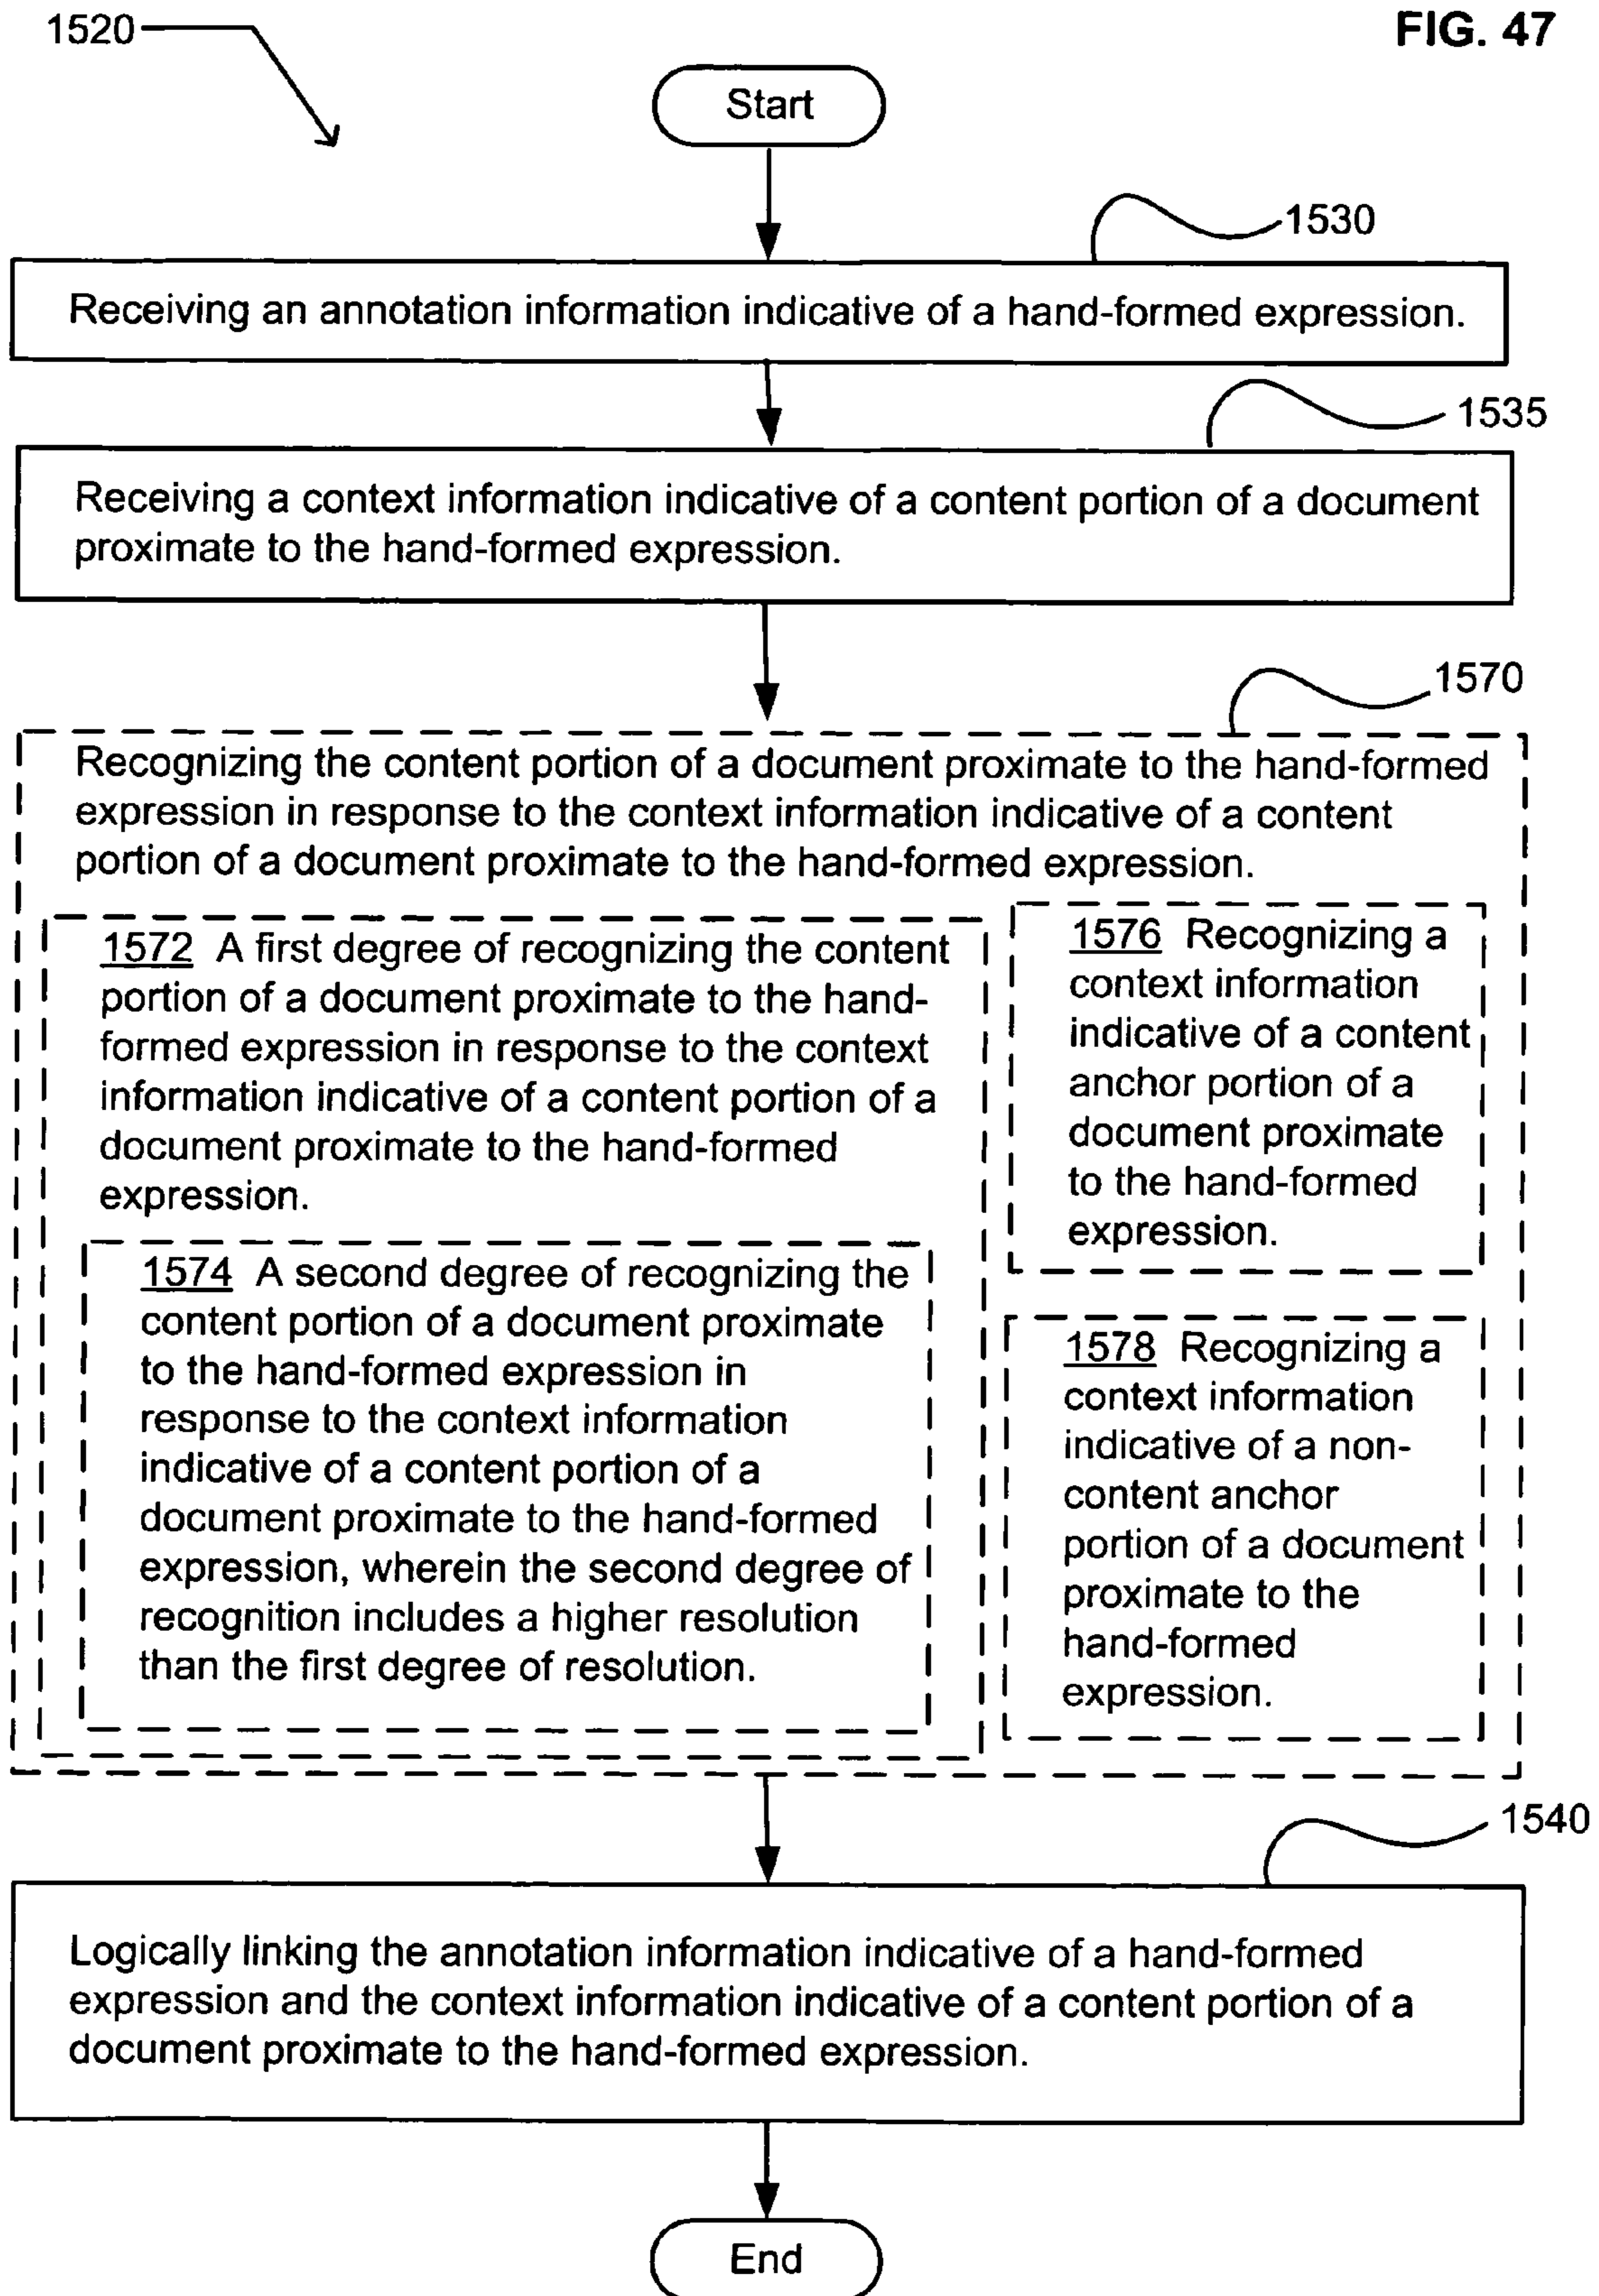 1520
FIG. 47
Start
1530
Receiving an annotation information indicative of a hand-formed expression.
1535
Receiving a context information indicative of a content portion of a document
proximate to the hand-formed expression.
1570
Recognizing the content portion of a document proximate to the hand-formed
expression in response to the context information indicative of a content
portion of a document proximate to the hand-formed expression.
1572 A first degree of recognizing the content
portion of a document proximate to the hand-
formed expression in response to the context
information indicative of a content portion of a
document proximate to the hand-formed
expression.
1574 A second degree of recognizing the
content portion of a document proximate
to the hand-formed expression in
response to the context information
indicative of a content portion of a
document proximate to the hand-formed
expression, wherein the second degree of
recognition includes a higher resolution
than the first degree of resolution.
1576 Recognizing a
context information
indicative of a content
anchor portion of a
document proximate
to the hand-formed
expression.
1578 Recognizing a
context information
indicative of a non-
content anchor
portion of a document
proximate to the
hand-formed
expression.
1540
Logically linking the annotation information indicative of a hand-formed
expression and the context information indicative of a content portion of a
document proximate to the hand-formed expression.
End